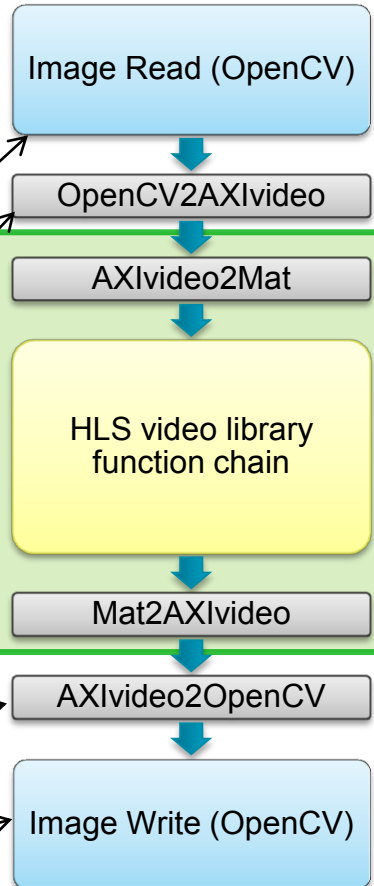 Image Read (OpenCV)
OpenCV2AXIvideo
AXIvideo2Mat
HLS video library
function chain
Mat2AXIvideo
AXIvideo2OpenCV
Image Write (OpenCV)